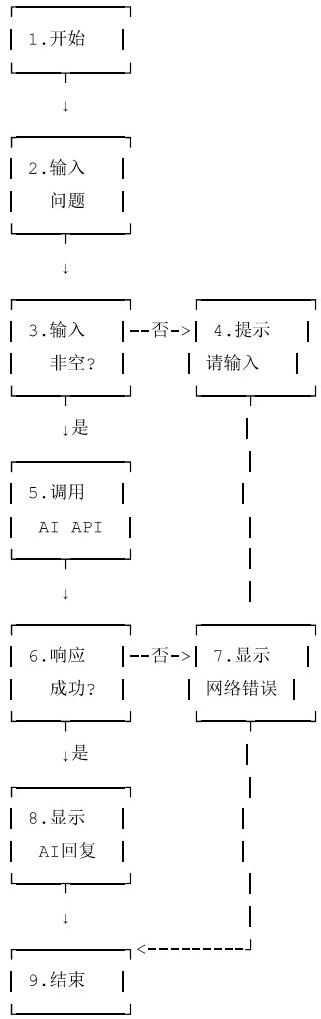 1.开始
↓
2.输入
问题
↓
3.输入 --否-> 4.提示
非空? 请输入
↓是
5.调用
AI API
↓
6.响应 --否-> 7.显示
成功? 网络错误
↓是
8.显示
AI回复
↓
<--------
9.结束